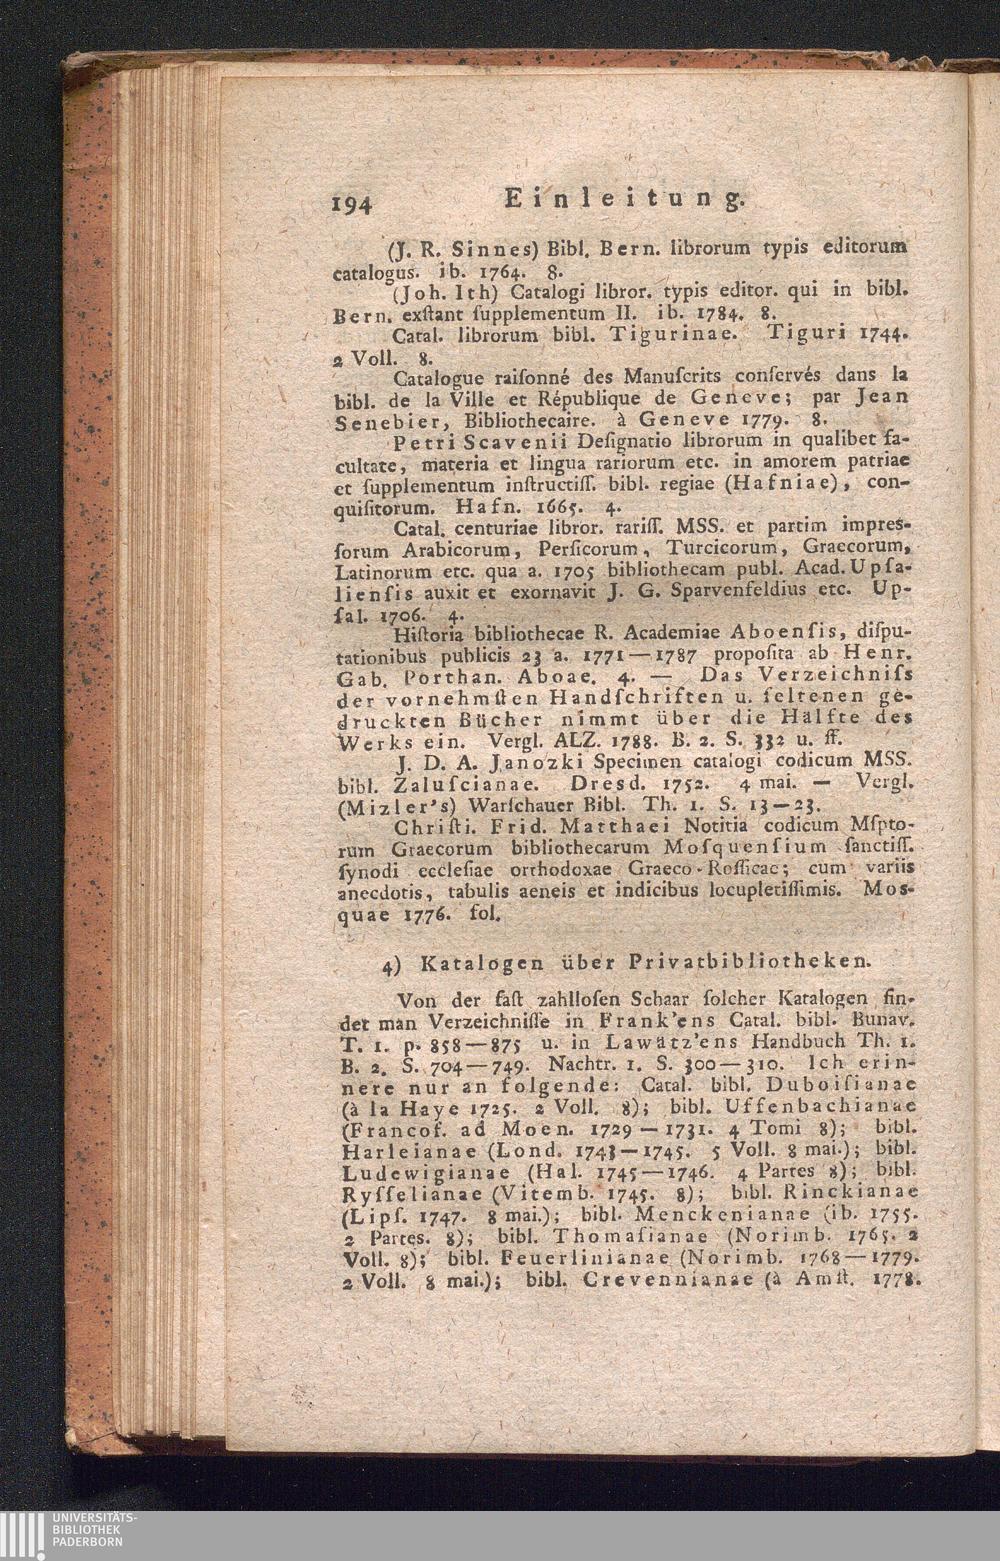 194 Einleitung.
(J. R. Sinnes) Bibl. Bern. librorum typis editorum
catalogus. ib. 1764. 8.
(Joh. Ith) Catalogi libror. typis editor. qui in bibl.
Bern. exſtant ſupplementum II. ib. 1784. 8.
Catal. librorum bibl. Tigurinae. Tiguri 1744.
2 Voll. 8.
Catalogue raiſonné des Manuſcrits conſervés dans la
bibl. de la Ville et République de Geneve; par Jean
Senebier, Bibliothecaire. à Geneve 1779. 8.
Petri Scavenii Deſignatio librorum in qualibet fa-
cultate, materia et lingua rariorum etc. in amorem patriae
et ſupplementum inſtructiſſ. bibl. regiae (Hafniae), con-
quiſitorum. Hafn. 1665. 4.
Catal. centuriae libror. rariſſ. MSS. et partim impres-
ſorum Arabicorum, Perſicorum, Turcicorum, Graecorum,
Latinorum etc. qua a. 1705 bibliothecam publ. Acad. Upſa-
lienſis auxit et exornavit J. G. Sparvenfeldius etc. Up-
ſal. 1706. 4.
Hiſtoria bibliothecae R. Academiae Aboenſis, diſpu-
tationibus publicis 23 a. 1771—1787 propoſita ab Henr.
Gab. Porthan. Aboae. 4. — Das Verzeichniſs
der vornehmſten Handſchriften u. ſeltenen ge-
druckten Bücher nimmt über die Hälfte des
Werks ein. Vergl. ALZ. 1788. B. 2. S. 332 u. ff.
J. D. A. Janozki Specimen catalogi codicum MSS.
bibl. Zaluſcianae. Dresd. 1752. 4 mai. — Vergl.
(Mizler's) Warſchauer Bibl. Th. 1. S. 13—23.
Chriſti. Frid. Matthaei Notitia codicum Mſpto-
rum Graecorum bibliothecarum Moſquenſium ſanctiſſ.
ſynodi eccleſiae orthodoxae Graeco-Roſſicae; cum variis
anecdotis, tabulis aeneis et indicibus locupletiſſimis. Mos-
quae 1776. fol.
4) Katalogen über Privatbibliotheken.
Von der faſt zahlloſen Schaar ſolcher Katalogen fin-
det man Verzeichniſſe in Frank'ens Catal. bibl. Bunav.
T. 1. p. 858—875 u. in Lawätz'ens Handbuch Th. 1.
B. 2. S. 704—749. Nachtr. 1. S. 300—310. Ich erin-
nere nur an folgende: Catal. bibl. Duboiſianae
(à la Haye 1725. 2 Voll. 8); bibl. Uffenbachianae
(Francof. ad Moen. 1729—1731. 4 Tomi 8); bibl.
Harleianae (Lond. 1743—1745. 5 Voll. 8 mai.); bibl.
Ludewigianae (Hal. 1745—1746. 4 Partes 8); bibl.
Ryſſelianae (Vitemb. 1745. 8); bibl. Rinckianae
(Lipſ. 1747. 8 mai.); bibl. Menckenianae (ib. 1755.
2 Partes. 8); bibl. Thomaſianae (Norimb. 1765. 2
Voll. 8); bibl. Feuerlinianae (Norimb. 1768—1779.
2 Voll. 8 mai.); bibl. Crevennianae (à Amſt. 1778.
UNIVERSITÄTS-
BIBLIOTHEK
PADERBORN